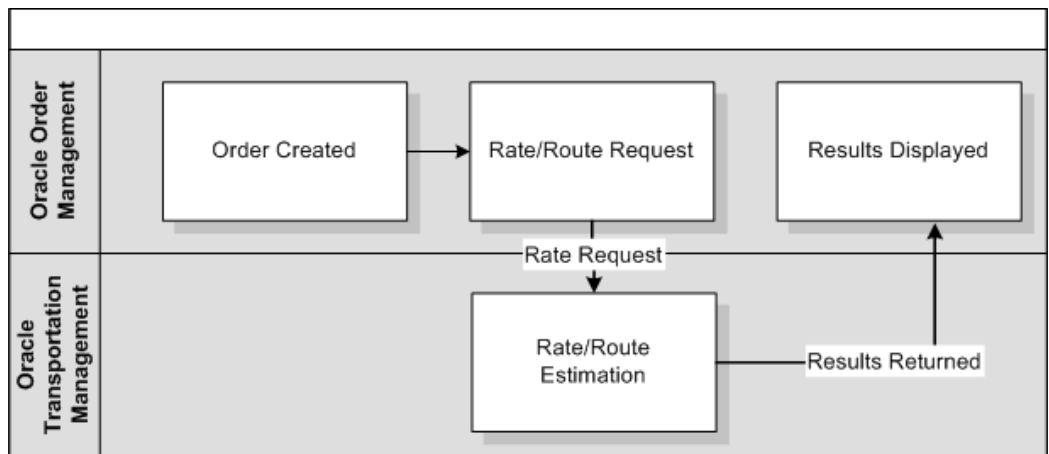 Oracle Order
Management
Order Created
Rate/Route Request
Results Displayed
Rate Request
Oracle
Transportation
Management
Rate/Route
Estimation
Results Returned